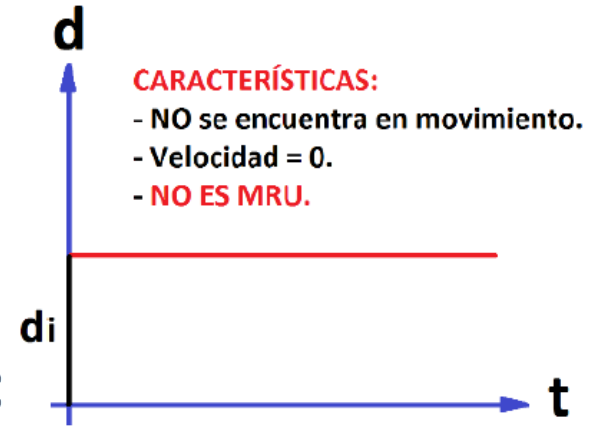 d
CARACTERÍSTICAS:
- NO se encuentra en movimiento.
- Velocidad = 0.
- NO ES MRU.
di
t